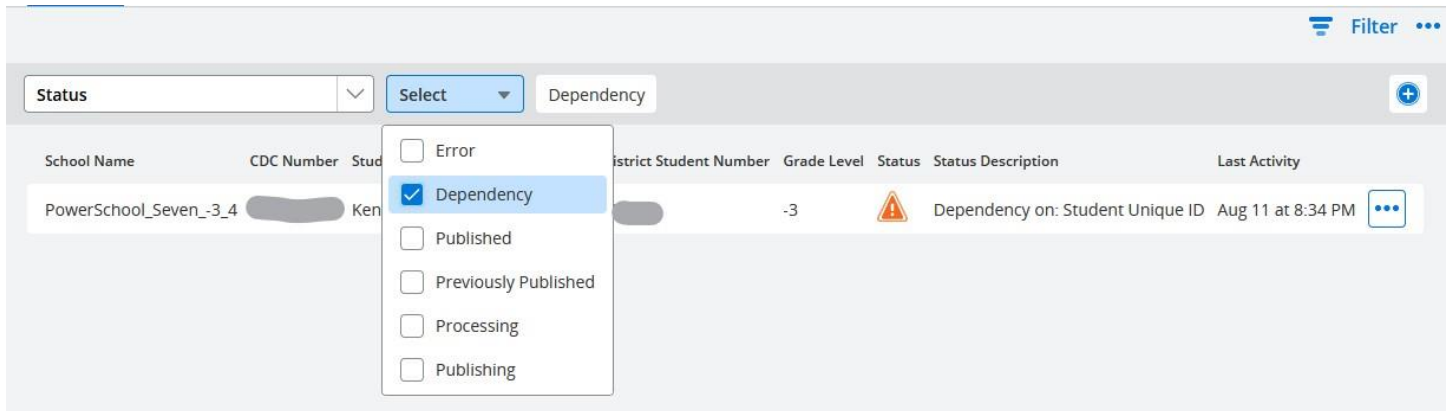 Filter
Status Select Dependency
Error
School Name CDC Number Stud istrict Student Number Grade Level Status Status Description Last Activity
Dependency
PowerSchool_Seven_-3_4 Ken -3 Dependency on: Student Unique ID Aug 11 at 8:34 PM
Published
Previously Published
Processing
Publishing